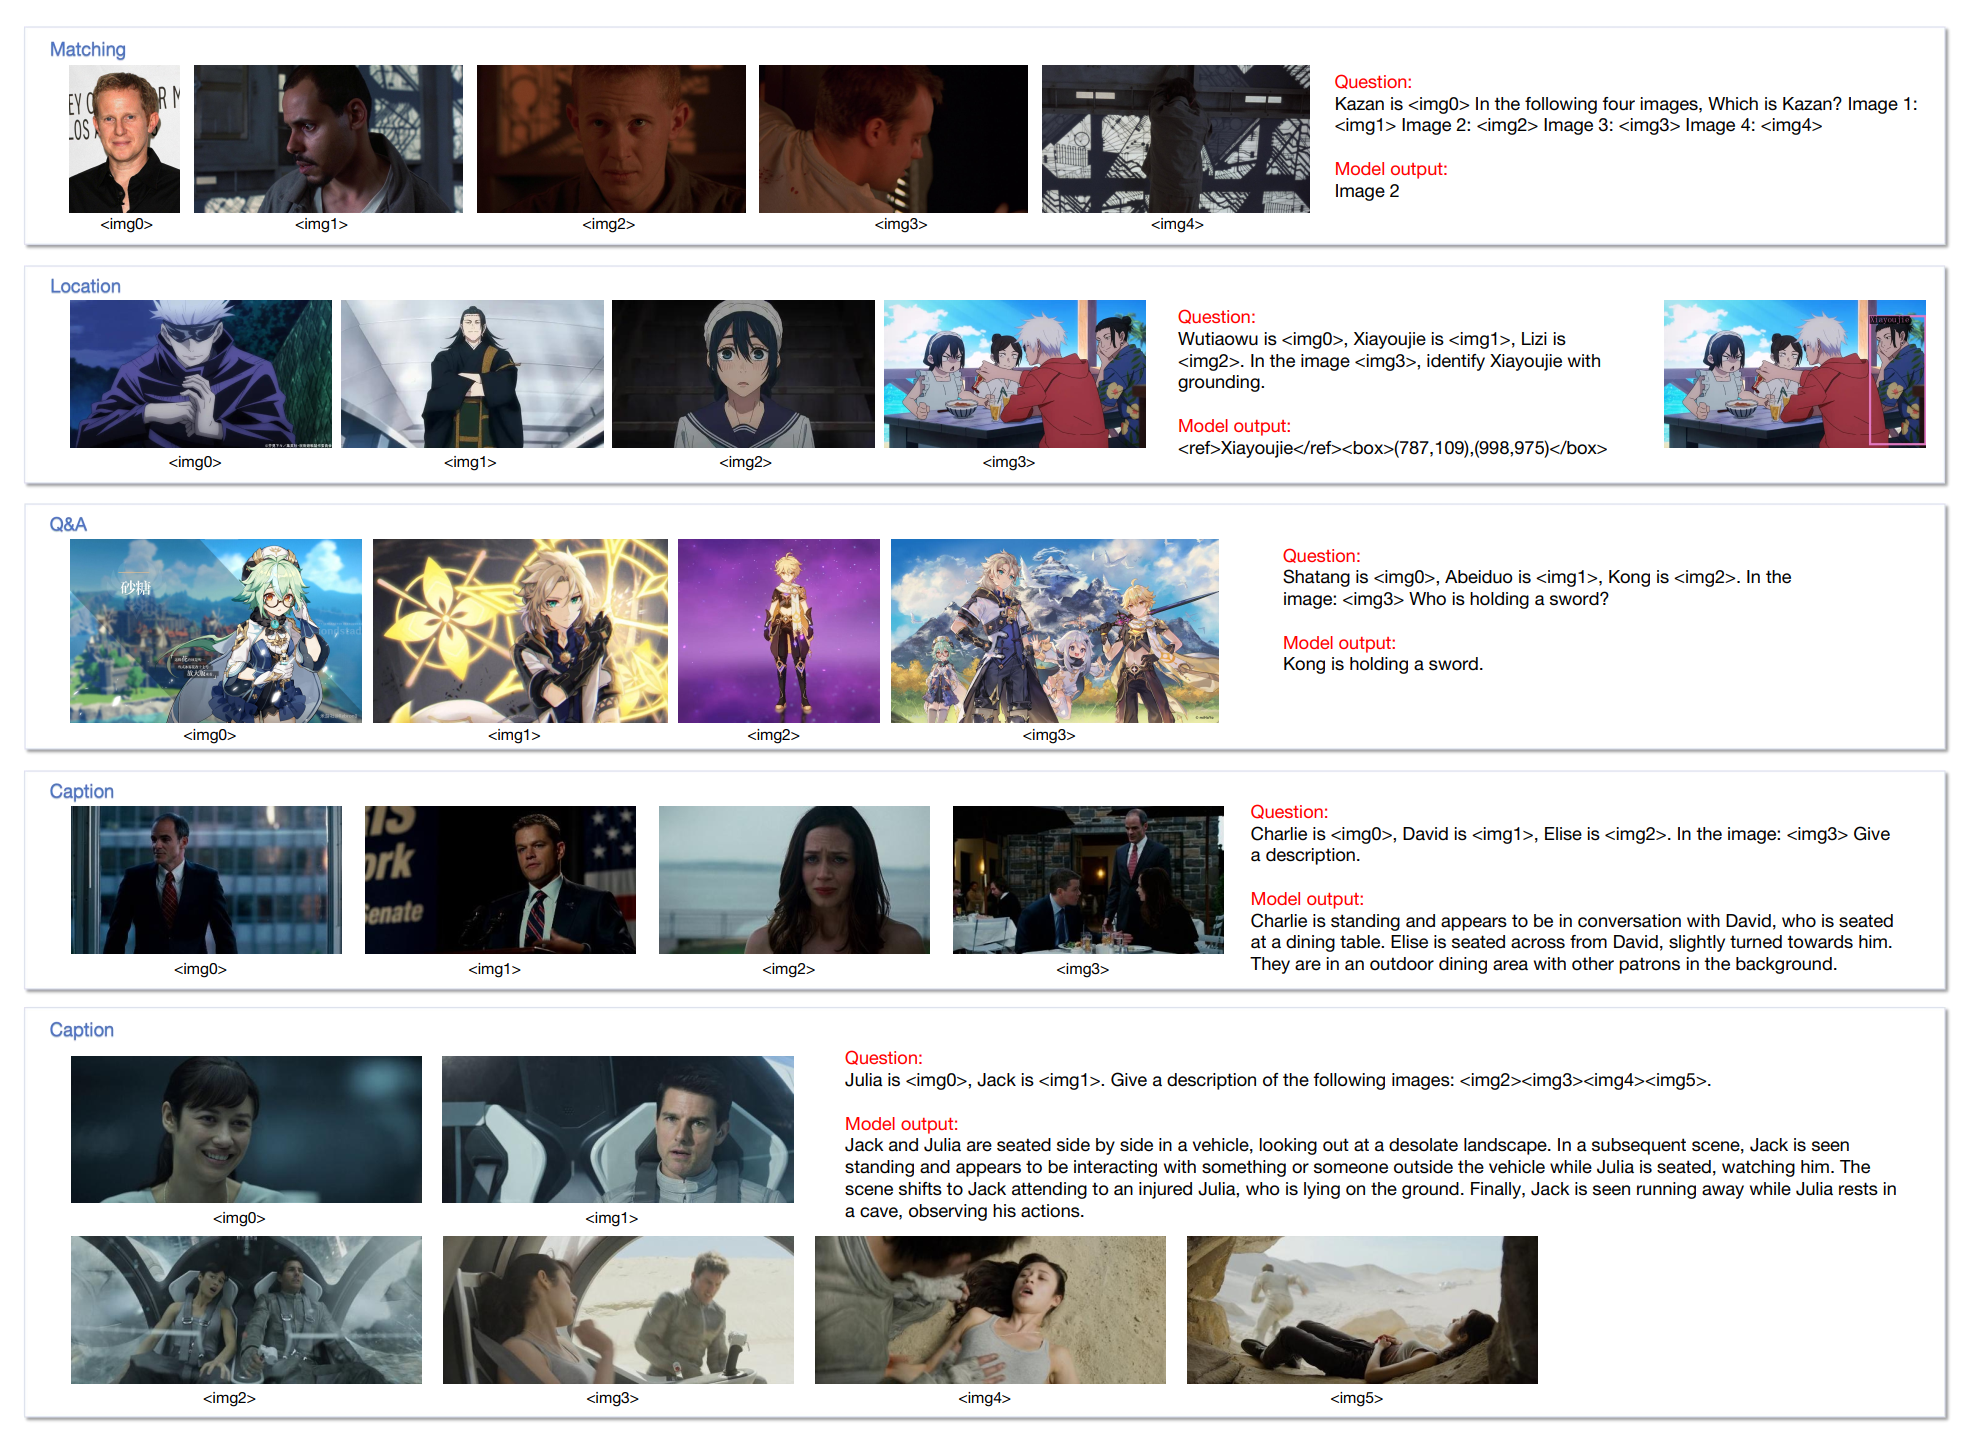 Matching
EY O
R M
LOS A
<img0>
<img1>
<img2>
<img3>
<img4>
Question:
Kazan is <img0> In the following four images, Which is Kazan? Image 1:
<img1> Image 2: <img2> Image 3: <img3> Image 4: <img4>
Model output:
Image 2
Location
<img0>
<img1>
<img2>
<img3>
Question:
Wutiaowu is <img0>, Xiayoujie is <img1>, Lizi is
<img2>. In the image <img3>, identify Xiayoujie with
grounding.
Model output:
<ref>Xiayoujie</ref><box>(787,109),(998,975)</box>
Xiayoujie
Q&A
砂糖
<img0>
<img1>
<img2>
<img3>
Question:
Shatang is <img0>, Abeiduo is <img1>, Kong is <img2>. In the
image: <img3> Who is holding a sword?
Model output:
Kong is holding a sword.
Caption
IS
ork
Senate
<img0>
<img1>
<img2>
<img3>
Question:
Charlie is <img0>, David is <img1>, Elise is <img2>. In the image: <img3> Give
a description.
Model output:
Charlie is standing and appears to be in conversation with David, who is seated
at a dining table. Elise is seated across from David, slightly turned towards him.
They are in an outdoor dining area with other patrons in the background.
Caption
<img0>
<img1>
Question:
Julia is <img0>, Jack is <img1>. Give a description of the following images: <img2><img3><img4><img5>.
Model output:
Jack and Julia are seated side by side in a vehicle, looking out at a desolate landscape. In a subsequent scene, Jack is seen
standing and appears to be interacting with something or someone outside the vehicle while Julia is seated, watching him. The
scene shifts to Jack attending to an injured Julia, who is lying on the ground. Finally, Jack is seen running away while Julia rests in
a cave, observing his actions.
<img2>
<img3>
<img4>
<img5>